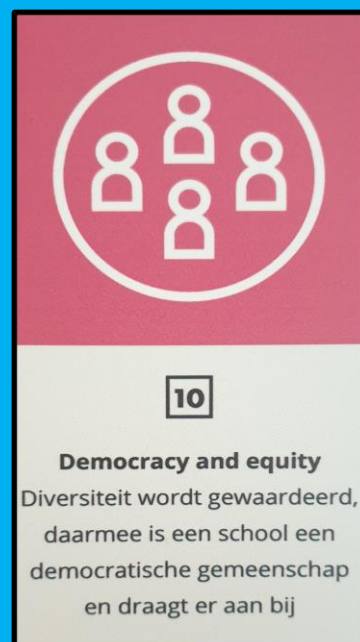 10
Democracy and equity
Diversiteit wordt gewaardeerd,
daarmee is een school een
democratische gemeenschap
en draagt er aan bij